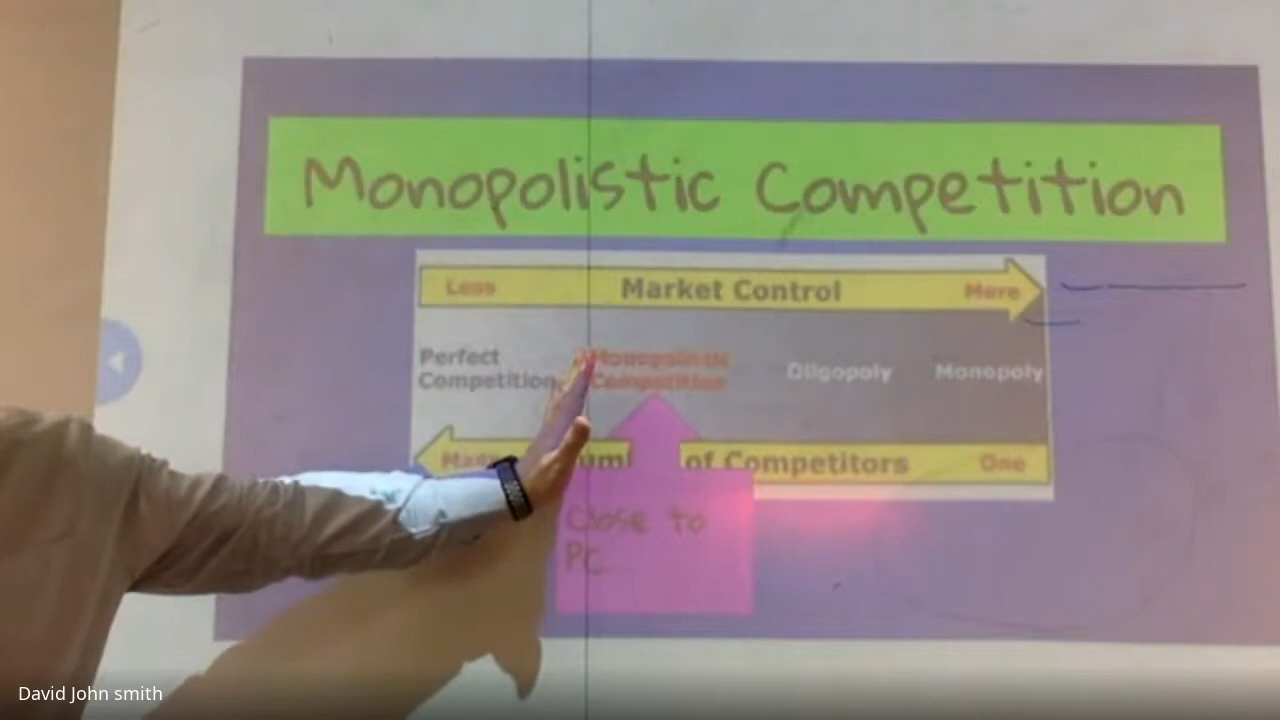 Monopolistic Competition
Less Market Control More
Perfect
Competition
Monopolistic
Competition
Oligopoly
Monopoly
of Competitors One
Close to
PC
David John smith